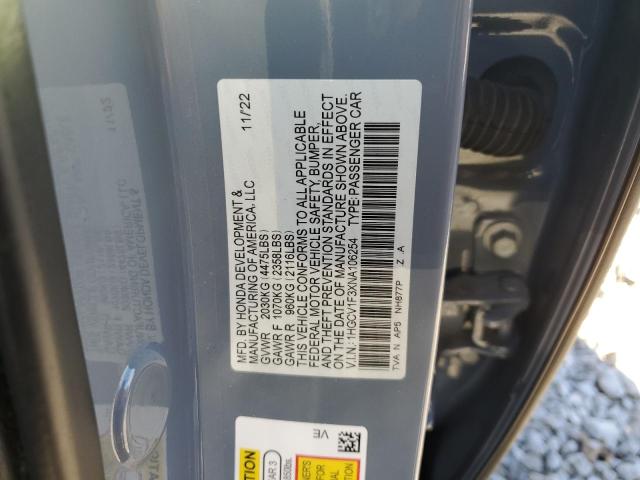 11/'22
MFD. BY HONDA DEVELOPMENT &
MANUFACTURING OF AMERICA, LLC
GVWR 2030KG (4475LBS)
GAWR F 1070KG (2358LBS)
GAWR R 960KG (2116LBS)
THIS VEHICLE CONFORMS TO ALL APPLICABLE
FEDERAL MOTOR VEHICLE SAFETY, BUMPER,
AND THEFT PREVENTION STANDARDS IN EFFECT
ON THE DATE OF MANUFACTURE SHOWN ABOVE.
V.I.N.: 1HGCV1F3XNA106254 TYPE:PASSENGER CAR
TVA N AP5 NH877P Z A
VE